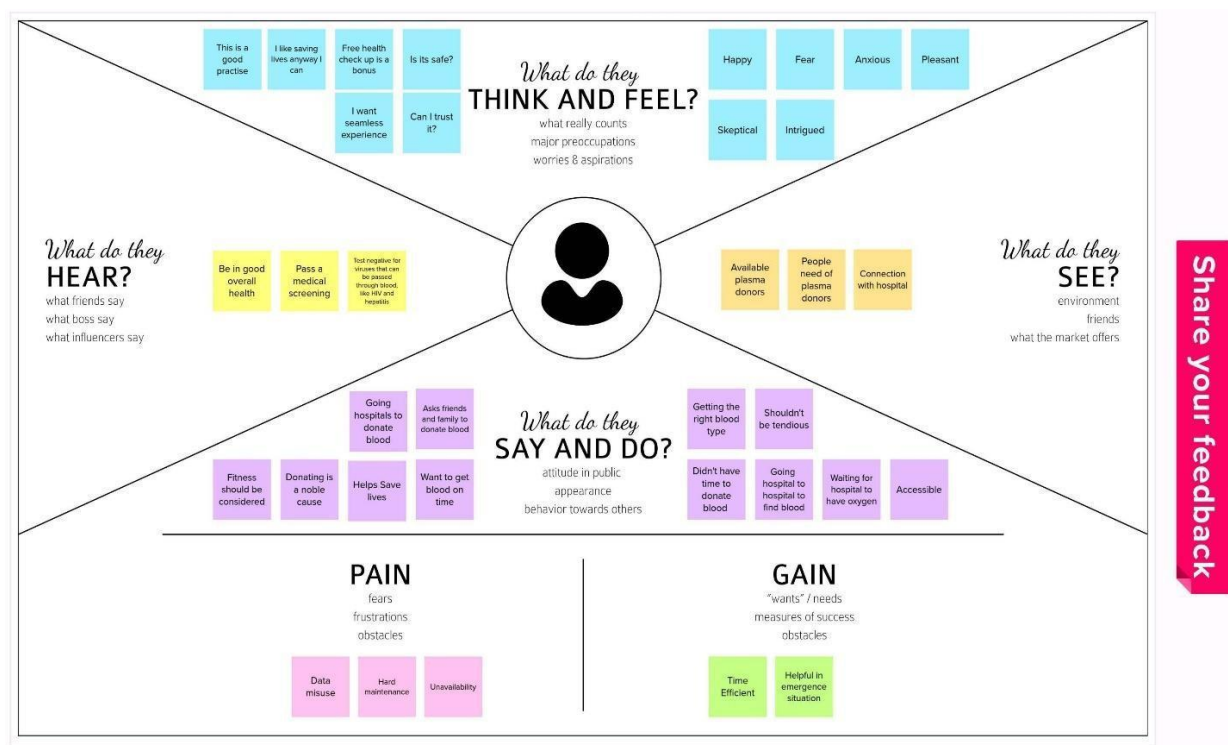 This is a
good
practise
I like saving
lives anyway I
can
Free health
check up is a
bonus
Is its safe?
I want
seamless
experience
Can I trust
it?
What do they
THINK AND FEEL?
what really counts
major preoccupations
worries & aspirations
Happy
Fear
Anxious
Pleasant
Skeptical
Intrigued
What do they
HEAR?
what friends say
what boss say
what influencers say
Be in good
overall
health
Pass a
medical
screening
Test negative for
viruses that can
be passed
through blood,
like HIV and
hepatitis
Available
plasma
donors
People
need of
plasma
donors
Connection
with hospital
What do they
SEE?
environment
friends
what the market offers
Going
hospitals to
donate
blood
Asks friends
end family to
donate blood
Fitness
should be
considered
Donating is
a noble
cause
Helps Save
lives
Want to get
blood on
time
What do they
SAY AND DO?
attitude in public
appearance
behavior towards others
Getting the
right blood
type
Shouldn't
be tendious
Didn't have
time to
donate
blood
Going
hospital to
hospital to
find blood
Waiting for
hospital to
have oxygen
Accessible
PAIN
fears
frustrations
obstacles
Data
misuse
Hard
maintenance
Unavailability
GAIN
"wants" / needs
measures of success
obstacles
Time
Efficient
Helpful in
emergence
situation
Share your feedback